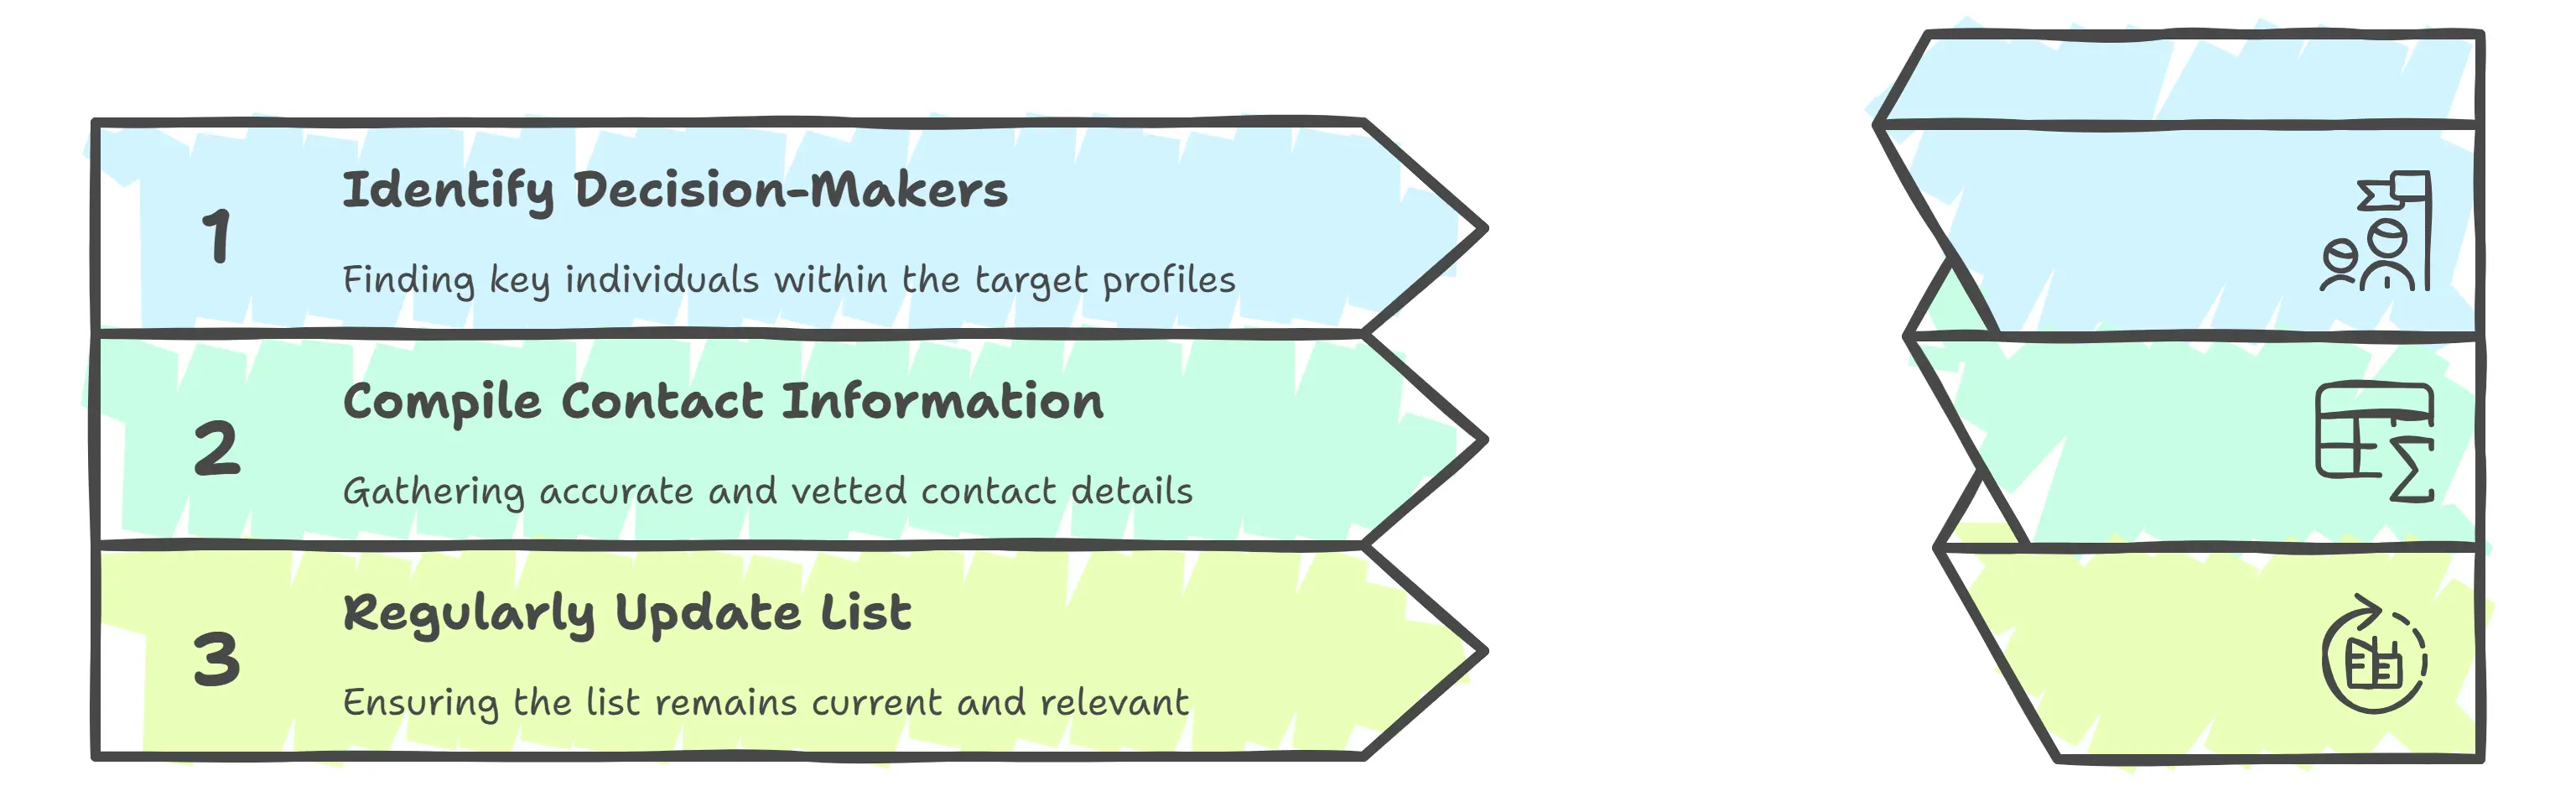 1
Identify Decision-Makers
Finding key individuals within the target profiles
2
Compile Contact Information
Gathering accurate and vetted contact details
3
Regularly Update List
Ensuring the list remains current and relevant